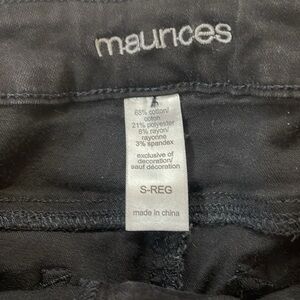 maurices
68% cotton/
coton
21% polyester
8% rayon/
rayonne
3% spandex
exclusive of
decoration/
sauf décoration
S-REG
made in china